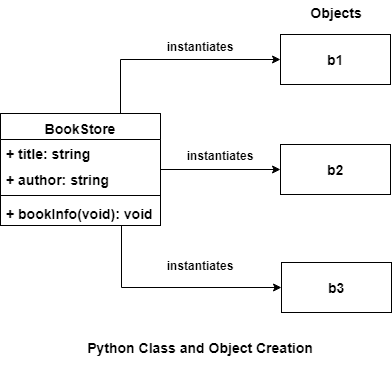 Objects
instantiates
b1
BookStore
+ title: string
+ author: string
+ bookInfo(void): void
instantiates
b2
instantiates
b3
Python Class and Object Creation